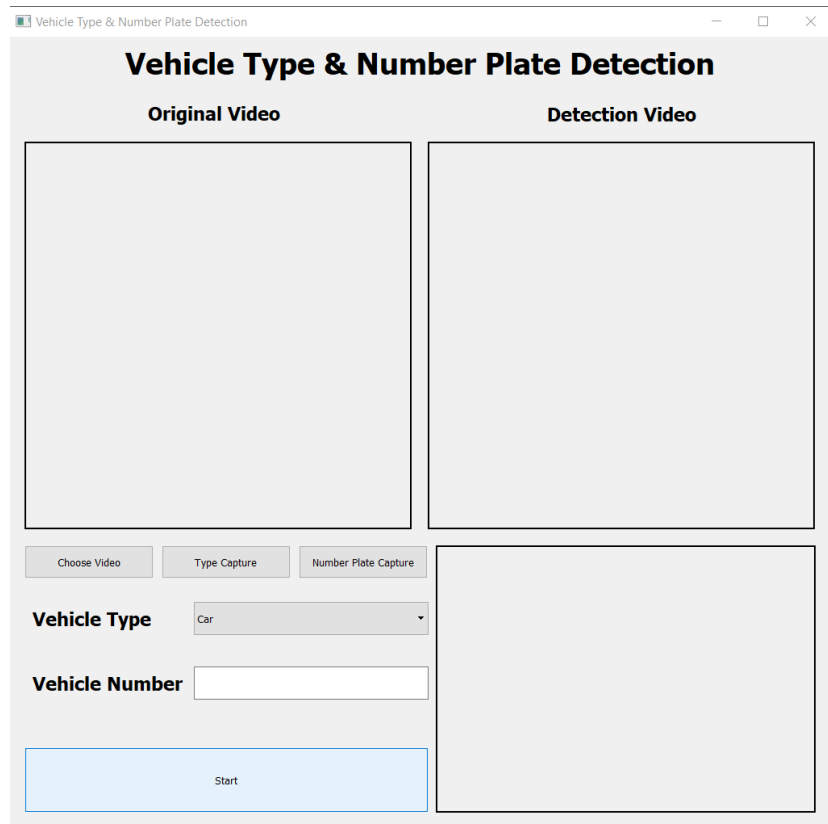 Vehicle Type & Number Plate Detection
Vehicle Type & Number Plate Detection
Original Video
Detection Video
Choose Video
Type Capture
Number Plate Capture
Vehicle Type
Car
Vehicle Number
Start